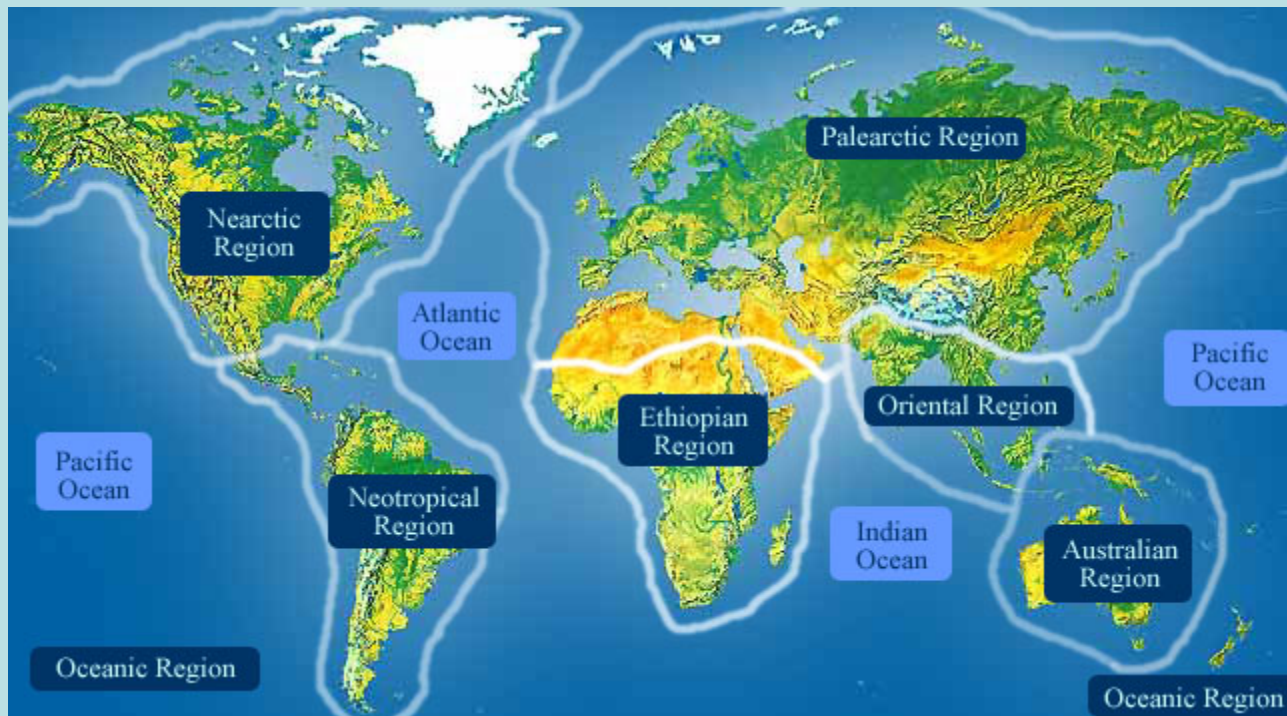 Palearctic Region
Nearctic
Region
Atlantic
Ocean
Pacific
Ocean
Ethiopian
Region
Oriental Region
Pacific
Ocean
Neotropical
Region
Indian
Ocean
Australian
Region
Oceanic Region
Oceanic Region